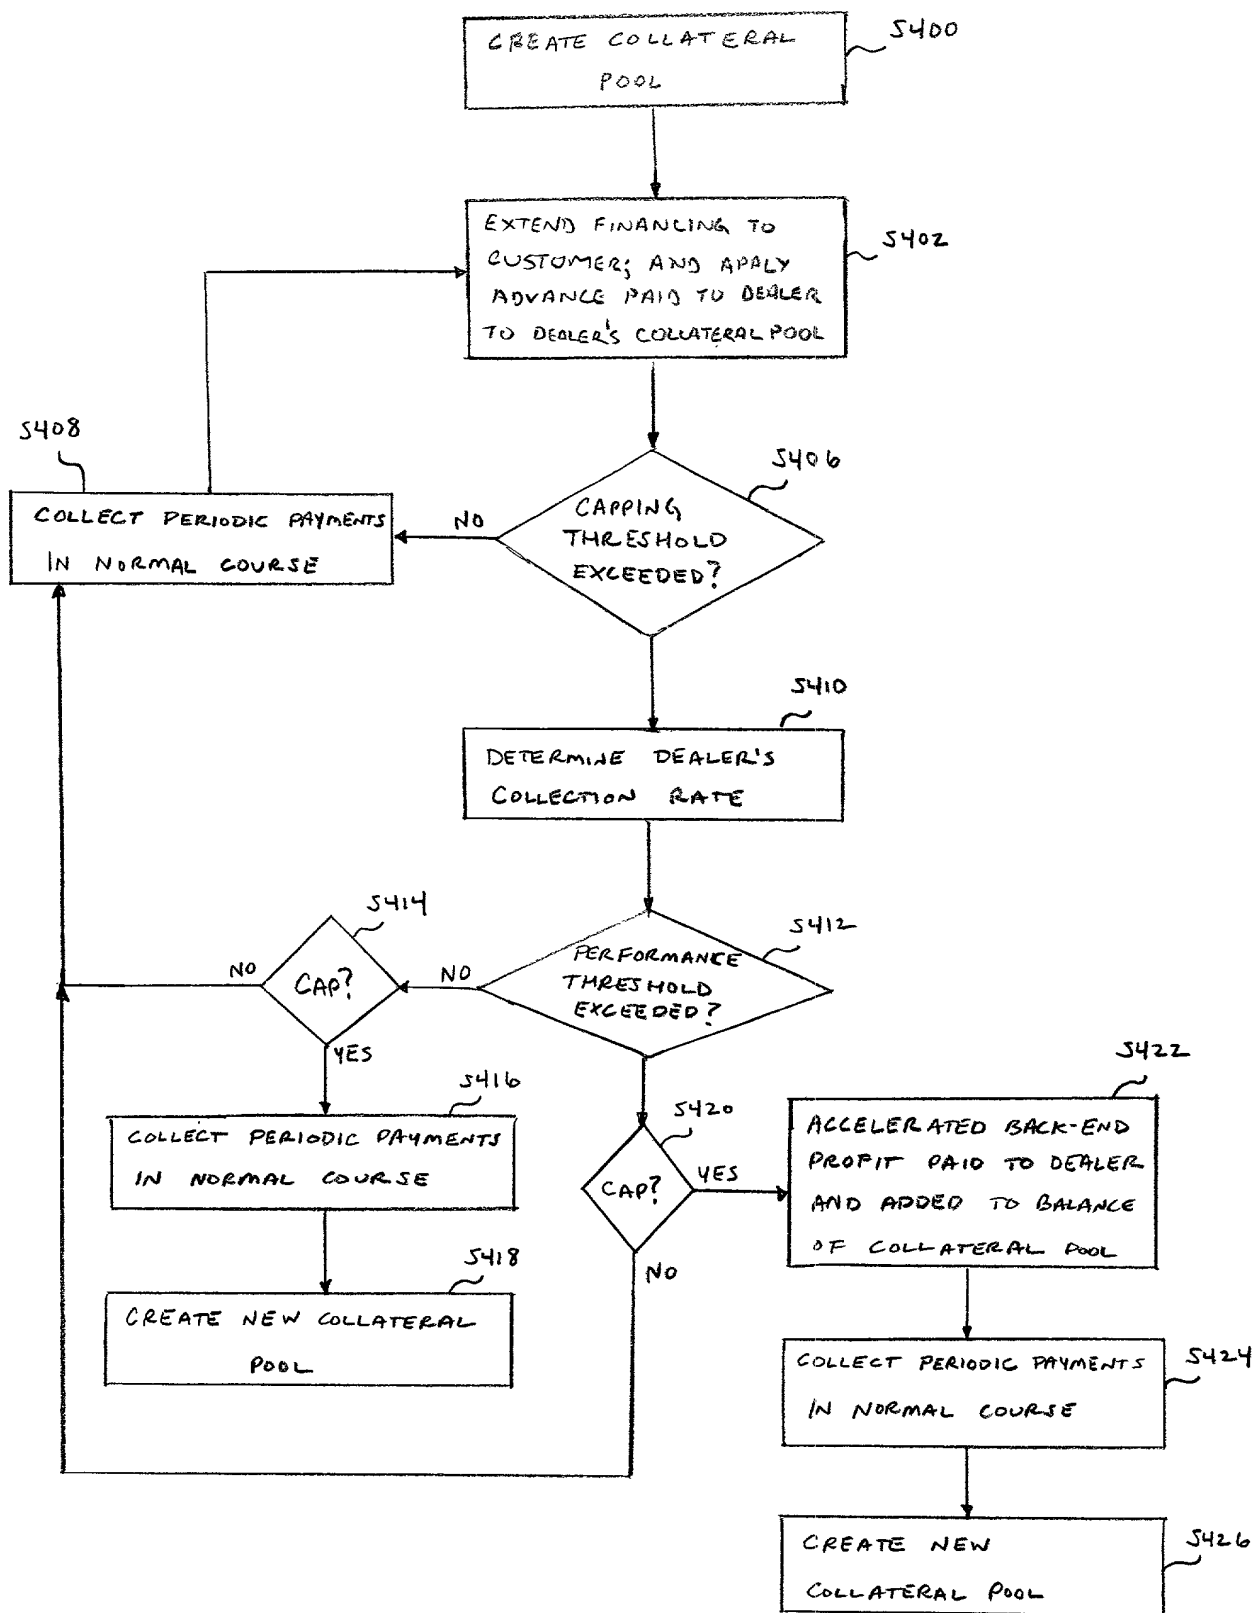 CREATE COLLATERAL
POOL
S400
EXTEND FINANCING TO
CUSTOMER; AND APPLY
ADVANCE PAID TO DEALER
TO DEALER'S COLLATERAL POOL
S402
S408
COLLECT PERIODIC PAYMENTS
IN NORMAL COURSE
NO
CAPPING
THRESHOLD
EXCEEDED?
S406
S410
DETERMINE DEALER'S
COLLECTION RATE
S414
NO
CAP?
NO
YES
PERFORMANCE
THRESHOLD
EXCEEDED?
S412
S416
COLLECT PERIODIC PAYMENTS
IN NORMAL COURSE
S418
CREATE NEW COLLATERAL
POOL
S420
CAP?
YES
NO
S422
ACCELERATED BACK-END
PROFIT PAID TO DEALER
AND ADDED TO BALANCE
OF COLLATERAL POOL
COLLECT PERIODIC PAYMENTS
IN NORMAL COURSE
S424
CREATE NEW
COLLATERAL POOL
S426